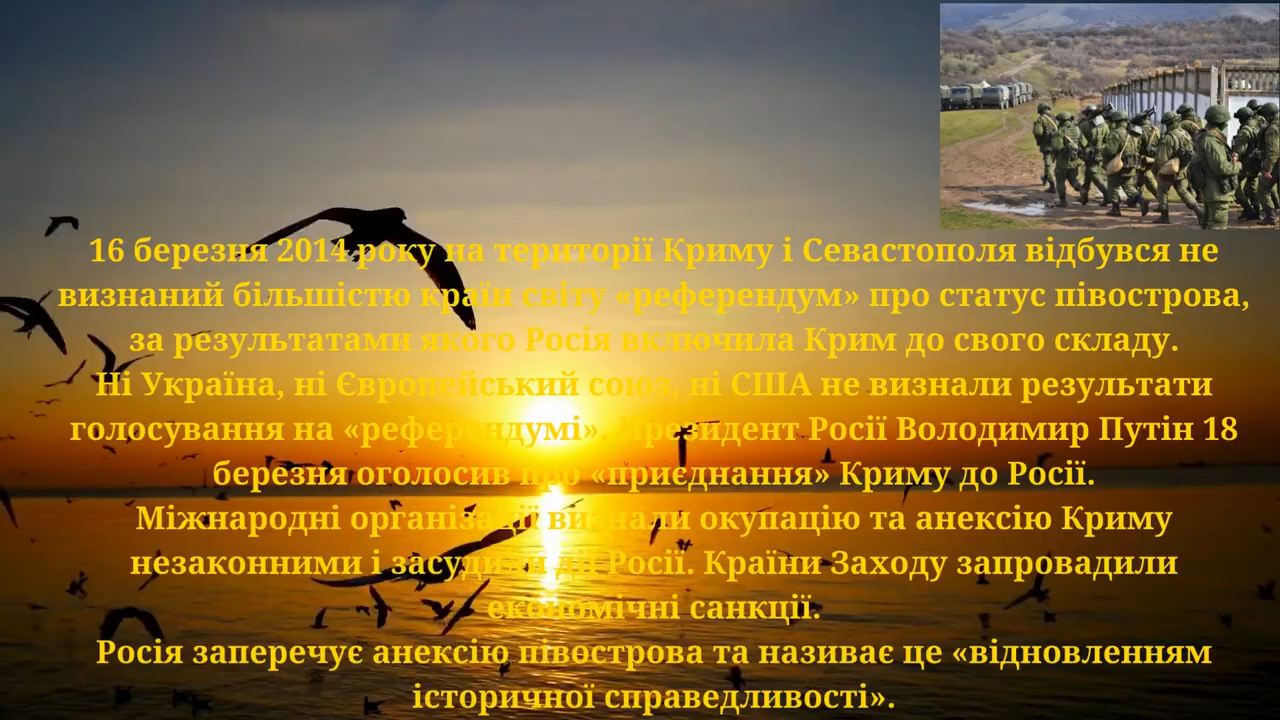 16 березня 2014 року на території Криму і Севастополя відбувся не
визнаний більшістю країн світу «референдум» про статус півострова,
за результатами якого Росія включила Крим до свого складу.
Ні Україна, ні Європейський союз, ні США не визнали результати
голосування на «референдумі». Президент Росії Володимир Путін 18
березня оголосив про «приєднання» Криму до Росії.
Міжнародні організації визнали окупацію та анексію Криму
незаконними і засудили дії Росії. Країни Заходу запровадили
економічні санкції.
Росія заперечує анексію півострова та називає це «відновленням
історичної справедливості».